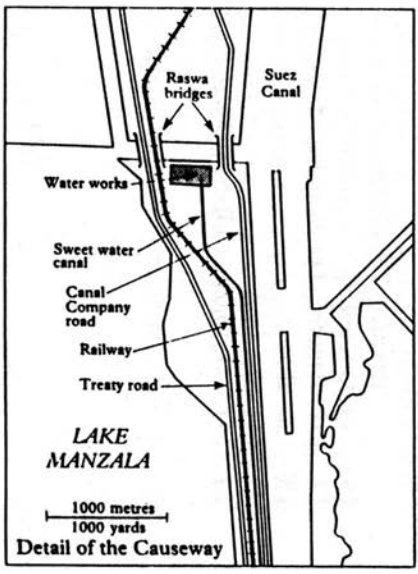 Raswa
bridges
Suez
Canal
Water works
Sweet water
canal
Canal
Company
road
Railway
Treaty road
LAKE
MANZALA
1000 metres
1000 yards
Detail of the Causeway